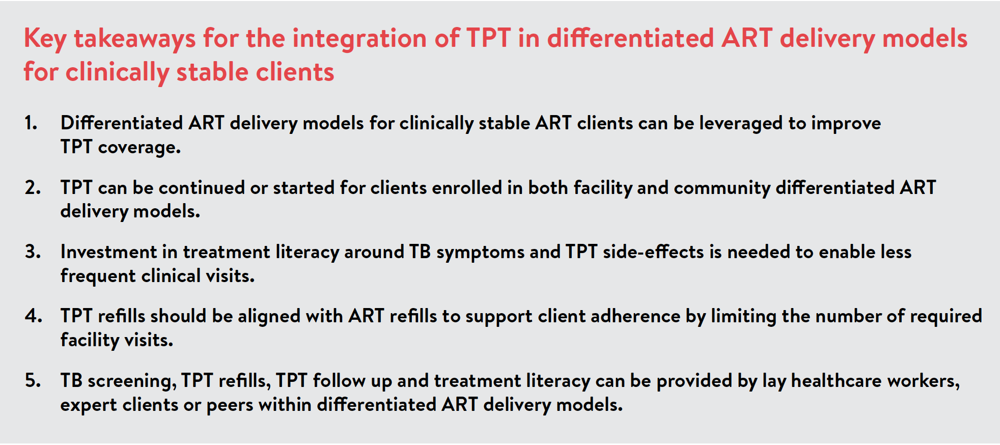 Key takeaways for the integration of TPT in differentiated ART delivery models
for clinically stable clients
1. Differentiated ART delivery models for clinically stable ART clients can be leveraged to improve
TPT coverage.
2. TPT can be continued or started for clients enrolled in both facility and community differentiated ART
delivery models.
3. Investment in treatment literacy around TB symptoms and TPT side-effects is needed to enable less
frequent clinical visits.
4. TPT refills should be aligned with ART refills to support client adherence by limiting the number of required
facility visits.
5. TB screening, TPT refills, TPT follow up and treatment literacy can be provided by lay healthcare workers,
expert clients or peers within differentiated ART delivery models.